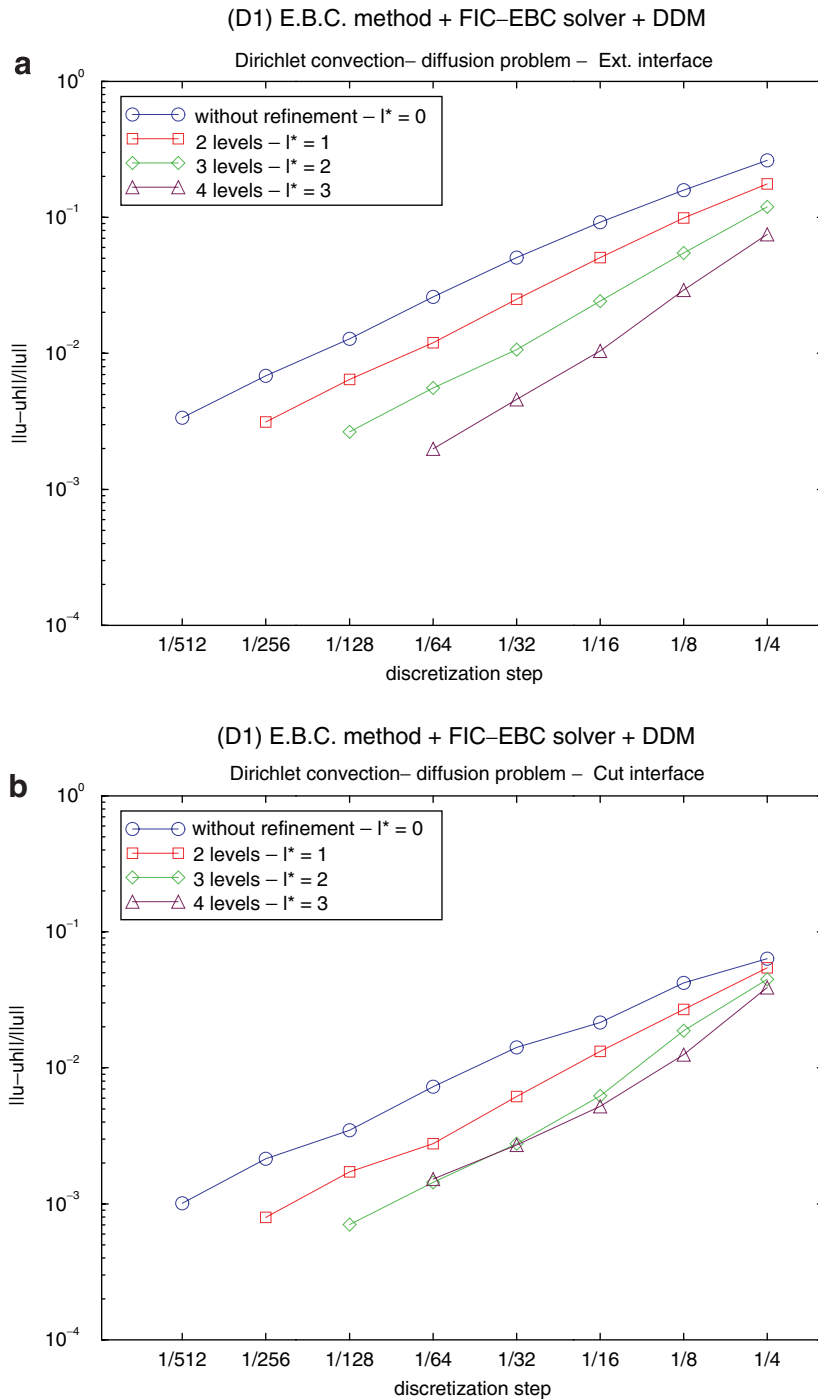 (D1) E.B.C. method + FIC–EBC solver + DDM
a
Dirichlet convection– diffusion problem – Ext. interface
10^0
without refinement – l* = 0
2 levels – l* = 1
3 levels – l* = 2
4 levels – l* = 3
10^-1
10^-2
||u–uh||/||u||
10^-3
10^-4
1/512 1/256 1/128 1/64 1/32 1/16 1/8 1/4
discretization step
(D1) E.B.C. method + FIC–EBC solver + DDM
b
Dirichlet convection– diffusion problem – Cut interface
10^0
without refinement – l* = 0
2 levels – l* = 1
3 levels – l* = 2
4 levels – l* = 3
10^-1
10^-2
||u–uh||/||u||
10^-3
10^-4
1/512 1/256 1/128 1/64 1/32 1/16 1/8 1/4
discretization step